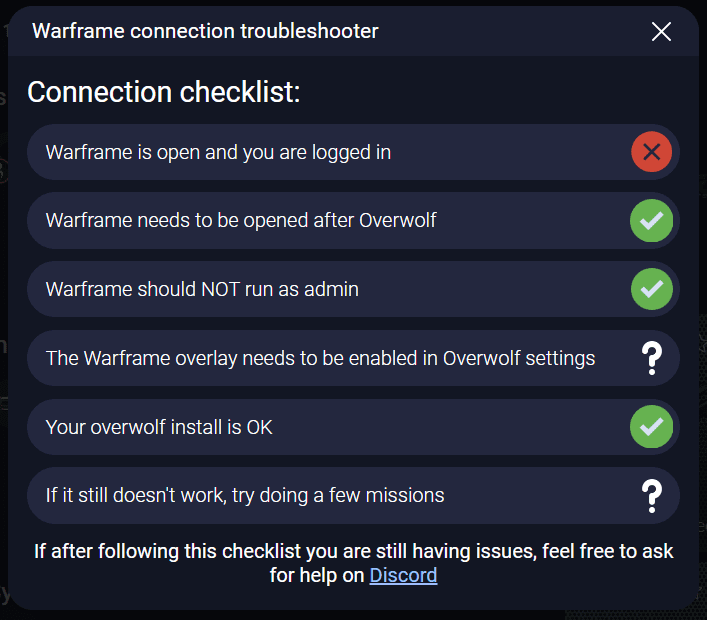 Warframe connection troubleshooter
Connection checklist:
Warframe is open and you are logged in
Warframe needs to be opened after Overwolf
Warframe should NOT run as admin
The Warframe overlay needs to be enabled in Overwolf settings
?
Your overwolf install is OK
If it still doesn't work, try doing a few missions
?
If after following this checklist you are still having issues, feel free to ask
for help on Discord